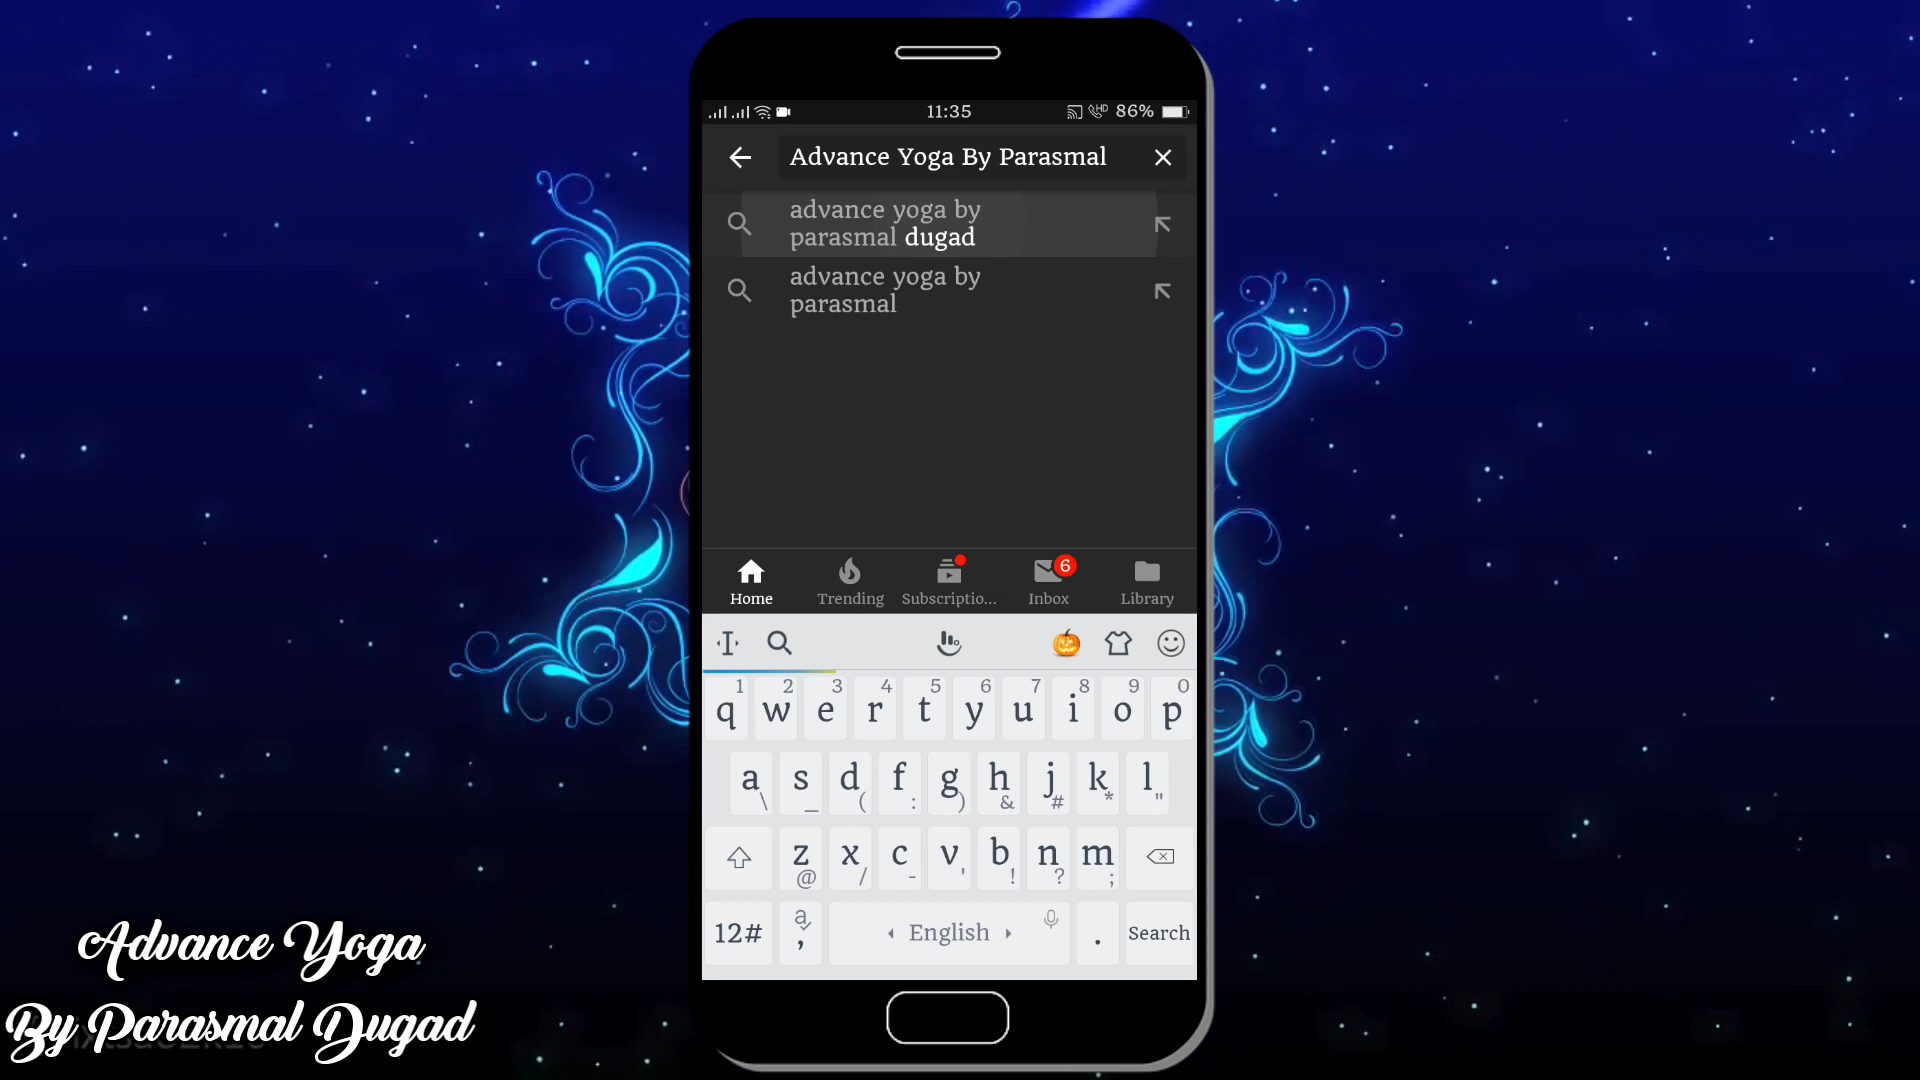 11:35
HD
86%
Advance Yoga By Parasmal
advance yoga by
parasmal dugad
advance yoga by
parasmal
6
Home Trending Subscriptio... Inbox Library
1 2 3 4 5 6 7 8 9 0
q w e r t y u i o p
a s d f g h j k l
\ _ ( : ) & # * "
z x c v b n m
@ / - ' ! ? ;
12# a , English . Search
Advance Yoga
By Parasmal Dugad